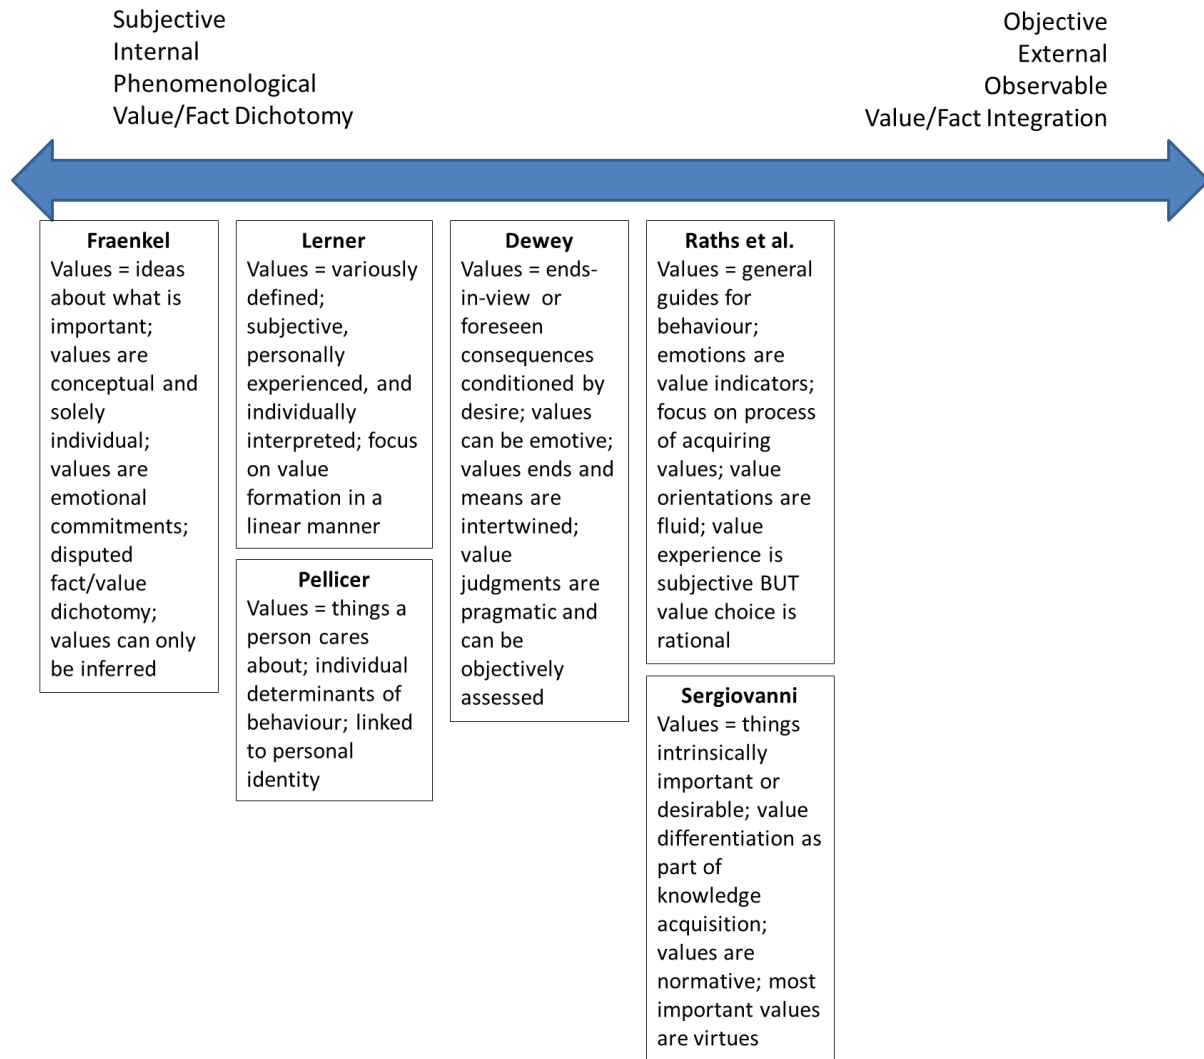 Subjective
Internal
Phenomenological
Value/Fact Dichotomy
Objective
External
Observable
Value/Fact Integration
Fraenkel
Values = ideas
about what is
important;
values are
conceptual and
solely
individual;
values are
emotional
commitments;
disputed
fact/value
dichotomy;
values can only
be inferred
Lerner
Values = variously
defined;
subjective,
personally
experienced, and
individually
interpreted; focus
on value
formation in a
linear manner
Pellicer
Values = things a
person cares
about; individual
determinants of
behaviour; linked
to personal
identity
Dewey
Values = ends-
in-view or
foreseen
consequences
conditioned by
desire; values
can be emotive;
values ends and
means are
intertwined;
value
judgments are
pragmatic and
can be
objectively
assessed
Raths et al.
Values = general
guides for
behaviour;
emotions are
value indicators;
focus on process
of acquiring
values; value
orientations are
fluid; value
experience is
subjective BUT
value choice is
rational
Sergiovanni
Values = things
intrinsically
important or
desirable; value
differentiation as
part of
knowledge
acquisition;
values are
normative; most
important values
are virtues